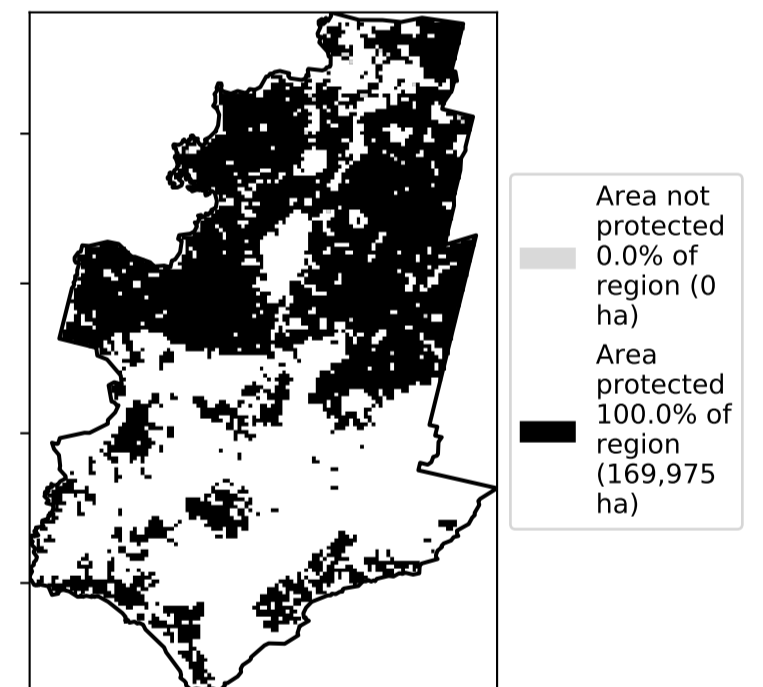 Area not
protected
0.0% of
region (0
ha)
Area
protected
100.0% of
region
(169,975
ha)